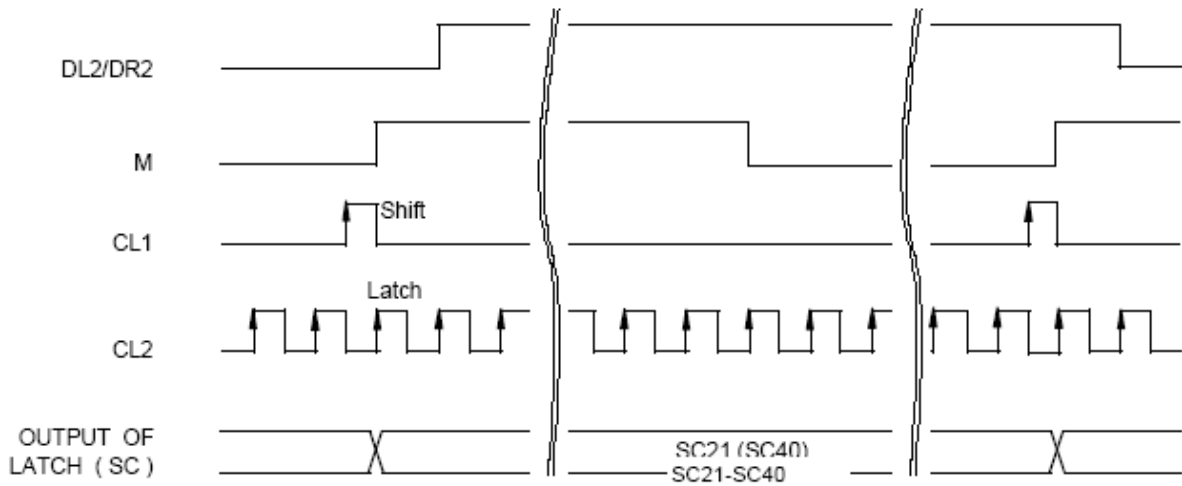 DL2/DR2
M
Shift
CL1
Latch
CL2
OUTPUT OF
LATCH ( SC )
SC21 (SC40)
SC21-SC40